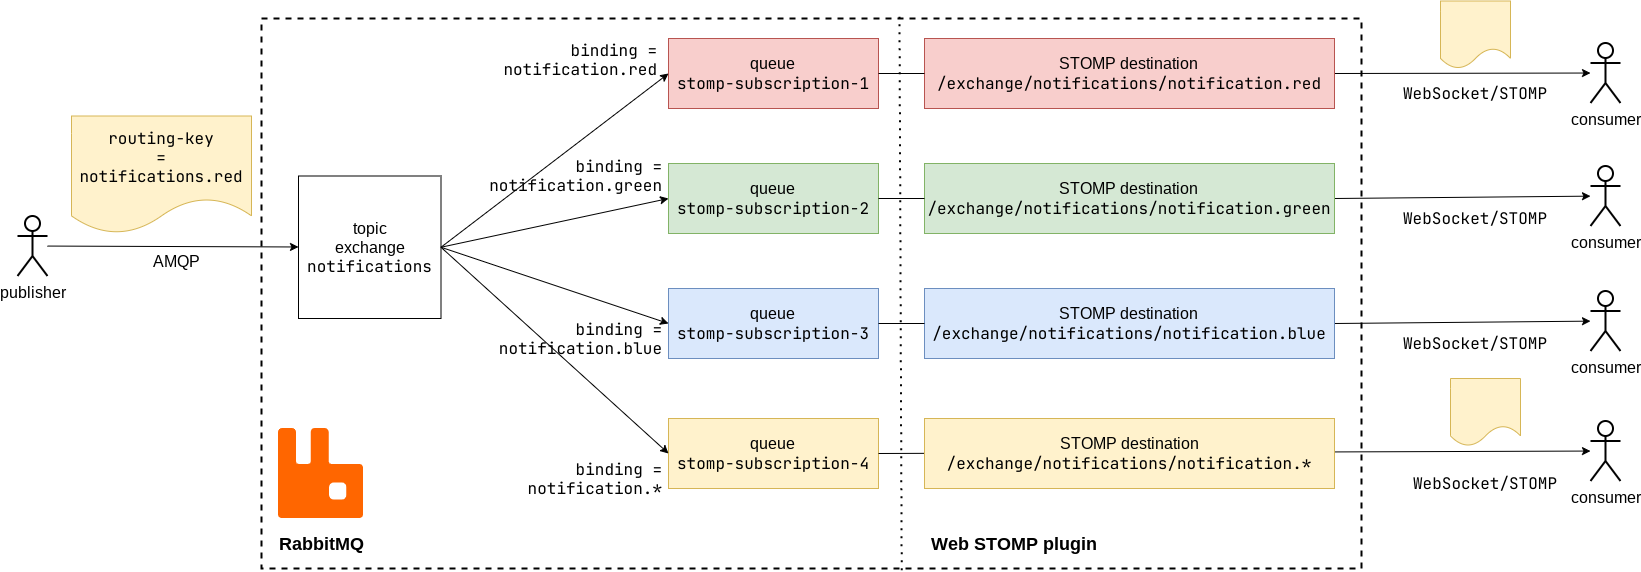 routing-key
=
notifications.red
publisher
AMQP
topic
exchange
notifications
binding =
notification.red
binding =
notification.green
binding =
notification.blue
binding =
notification.*
queue
stomp-subscription-1
STOMP destination
/exchange/notifications/notification.red
WebSocket/STOMP
consumer
queue
stomp-subscription-2
STOMP destination
/exchange/notifications/notification.green
WebSocket/STOMP
consumer
queue
stomp-subscription-3
STOMP destination
/exchange/notifications/notification.blue
WebSocket/STOMP
consumer
queue
stomp-subscription-4
STOMP destination
/exchange/notifications/notification.*
WebSocket/STOMP
consumer
RabbitMQ
Web STOMP plugin